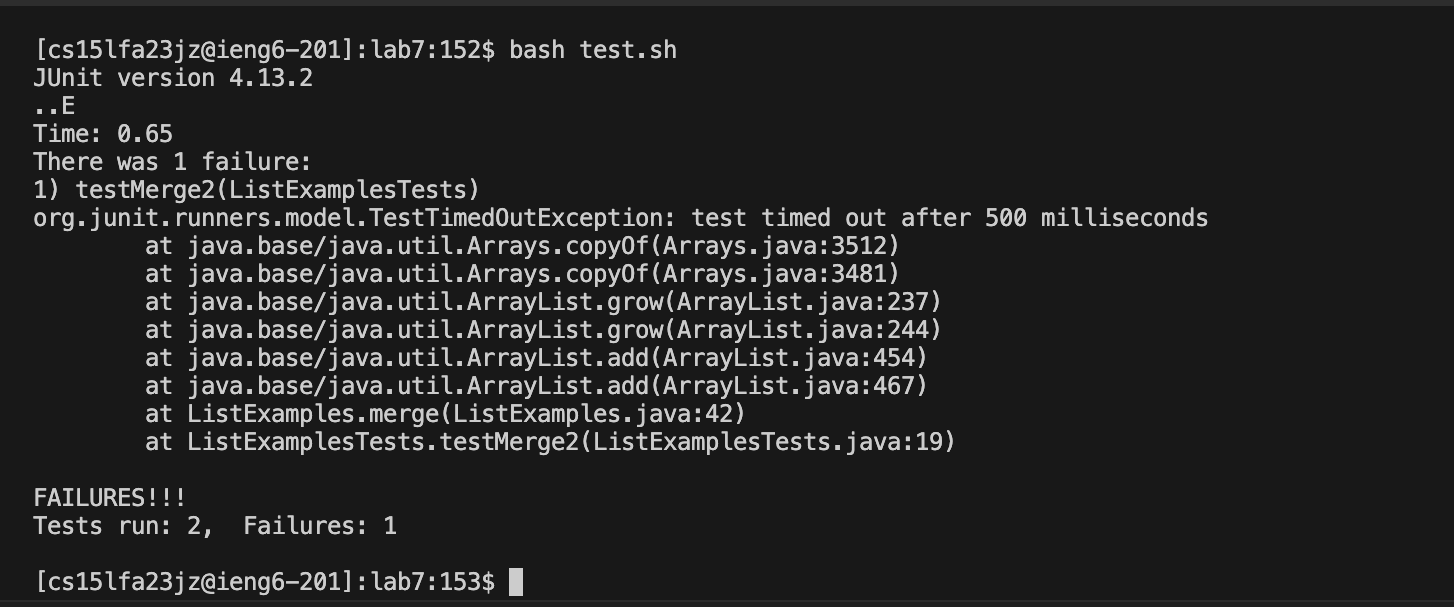 [cs15lfa23jz@ieng6-201]:lab7:152$ bash test.sh
JUnit version 4.13.2
..E
Time: 0.65
There was 1 failure:
1) testMerge2(ListExamplesTests)
org.junit.runners.model.TestTimedOutException: test timed out after 500 milliseconds
        at java.base/java.util.Arrays.copyOf(Arrays.java:3512)
        at java.base/java.util.Arrays.copyOf(Arrays.java:3481)
        at java.base/java.util.ArrayList.grow(ArrayList.java:237)
        at java.base/java.util.ArrayList.grow(ArrayList.java:244)
        at java.base/java.util.ArrayList.add(ArrayList.java:454)
        at java.base/java.util.ArrayList.add(ArrayList.java:467)
        at ListExamples.merge(ListExamples.java:42)
        at ListExamplesTests.testMerge2(ListExamplesTests.java:19)
FAILURES!!!
Tests run: 2,  Failures: 1
[cs15lfa23jz@ieng6-201]:lab7:153$